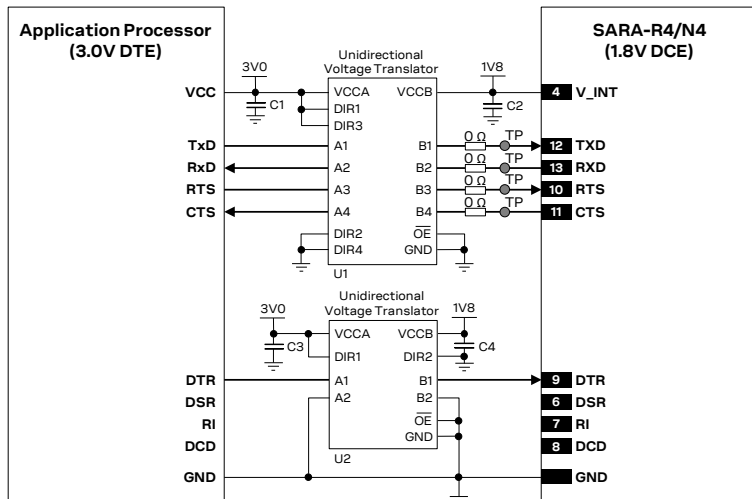 Application Processor
(3.0V DTE)
SARA-R4/N4
(1.8V DCE)
Unidirectional
Voltage Translator
3V0
1V8
VCC
VCCA
VCCB
4
V_INT
C1
DIR1
C2
DIR3
0 Ω
TP
TxD
A1
B1
12
TXD
0 Ω
TP
RxD
A2
B2
13
RXD
0 Ω
TP
RTS
A3
B3
10
RTS
0 Ω
TP
CTS
A4
B4
11
CTS
DIR2
OE
DIR4
GND
U1
Unidirectional
Voltage Translator
3V0
1V8
VCCA
VCCB
C3
DIR1
DIR2
C4
DTR
A1
B1
9
DTR
DSR
A2
B2
6
DSR
RI
OE
7
RI
GND
DCD
8
DCD
U2
GND
GND